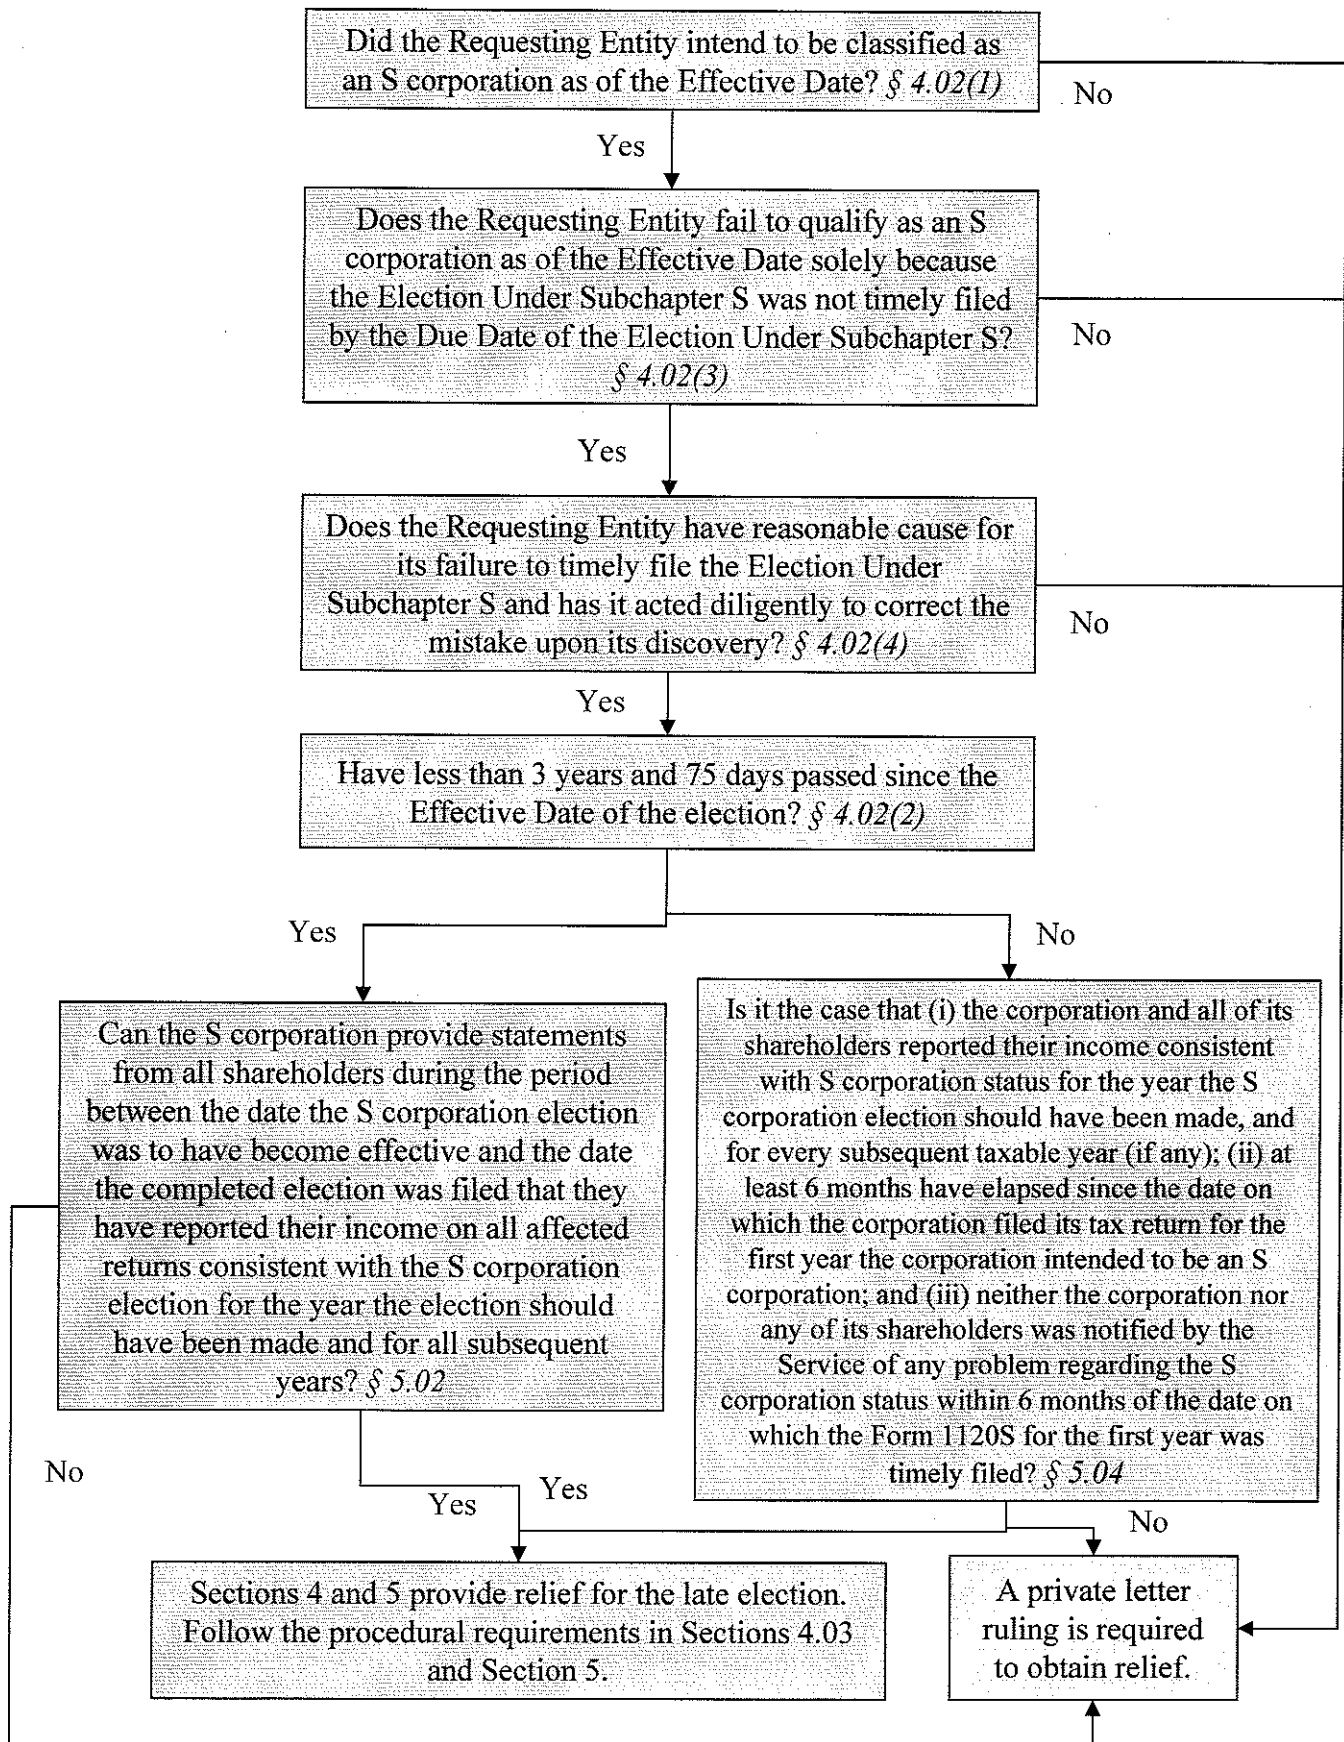 Did the Requesting Entity intend to be classified as
an S corporation as of the Effective Date? § 4.02(1)
No
Yes
Does the Requesting Entity fail to qualify as an S
corporation as of the Effective Date solely because
the Election Under Subchapter S was not timely filed
by the Due Date of the Election Under Subchapter S?
§ 4.02(3)
No
Yes
Does the Requesting Entity have reasonable cause for
its failure to timely file the Election Under
Subchapter S and has it acted diligently to correct the
mistake upon its discovery? § 4.02(4)
No
Yes
Have less than 3 years and 75 days passed since the
Effective Date of the election? § 4.02(2)
Yes
No
Can the S corporation provide statements
from all shareholders during the period
between the date the S corporation election
was to have become effective and the date
the completed election was filed that they
have reported their income on all affected
returns consistent with the S corporation
election for the year the election should
have been made and for all subsequent
years? § 5.02
Is it the case that (i) the corporation and all of its
shareholders reported their income consistent
with S corporation status for the year the S
corporation election should have been made, and
for every subsequent taxable year (if any); (ii) at
least 6 months have elapsed since the date on
which the corporation filed its tax return for the
first year the corporation intended to be an S
corporation; and (iii) neither the corporation nor
any of its shareholders was notified by the
Service of any problem regarding the S
corporation status within 6 months of the date on
which the Form 1120S for the first year was
timely filed? § 5.04
No
Yes
Yes
No
Sections 4 and 5 provide relief for the late election.
Follow the procedural requirements in Sections 4.03
and Section 5.
A private letter
ruling is required
to obtain relief.